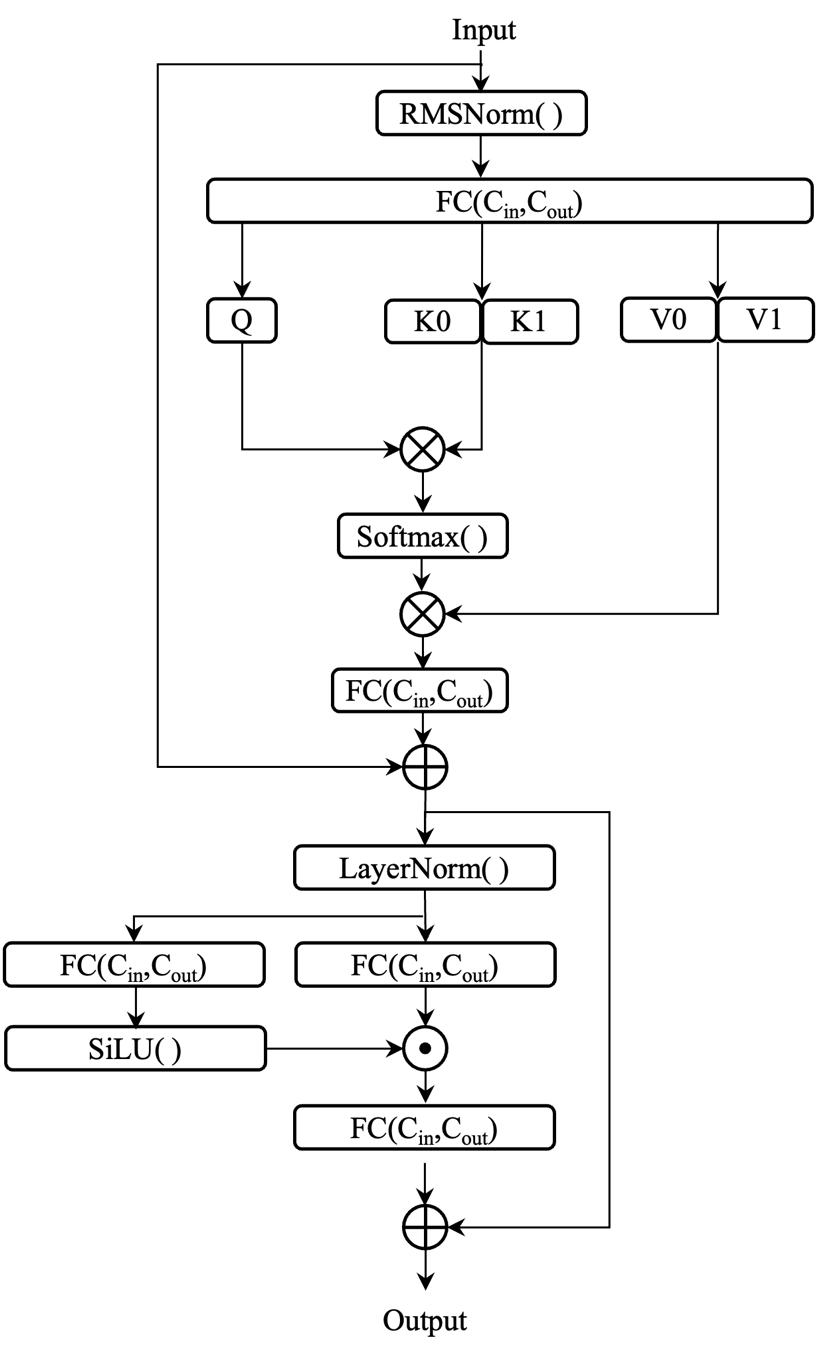 Input
RMSNorm( )
FC(Cin,Cout)
Q
K0
K1
V0
V1
Softmax( )
FC(Cin,Cout)
LayerNorm( )
FC(Cin,Cout)
FC(Cin,Cout)
SiLU( )
FC(Cin,Cout)
Output